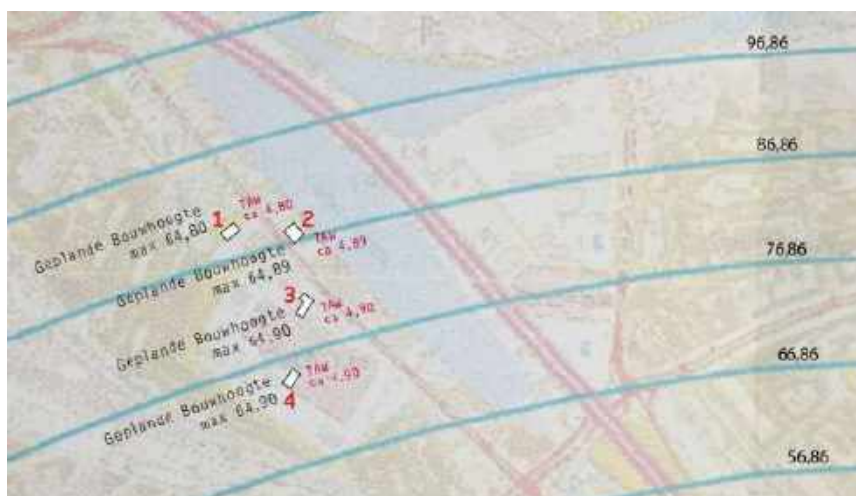 96,86
86,86
76,86
66,86
56,86
1
TAW
ca 4,80
Geplande Bouwhoogte
max 64,80
2
TAW
ca 4,89
Geplande Bouwhoogte
max 64,89
3
TAW
ca 4,90
Geplande Bouwhoogte
max 64.90
TAW
ca 4,90
Geplande Bouwhoogte
max 64,90
4